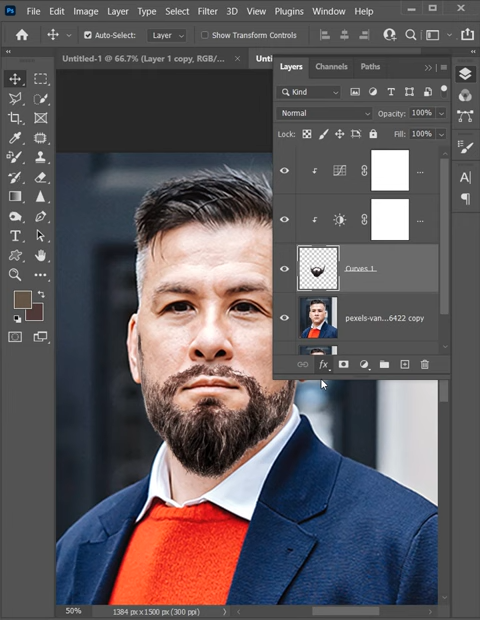 Ps File Edit Image Layer Type Select Filter 3D View Plugins Window Help
Auto-Select: Layer Show Transform Controls
Untitled-1 @ 66.7% (Layer 1 copy, RGB/...
Layers Channels Paths
Kind
Normal Opacity: 100%
Lock: Fill: 100%
Curves 1
pexels-van...6422 copy
fx
50% 1384 px x 1500 px (300 ppi)